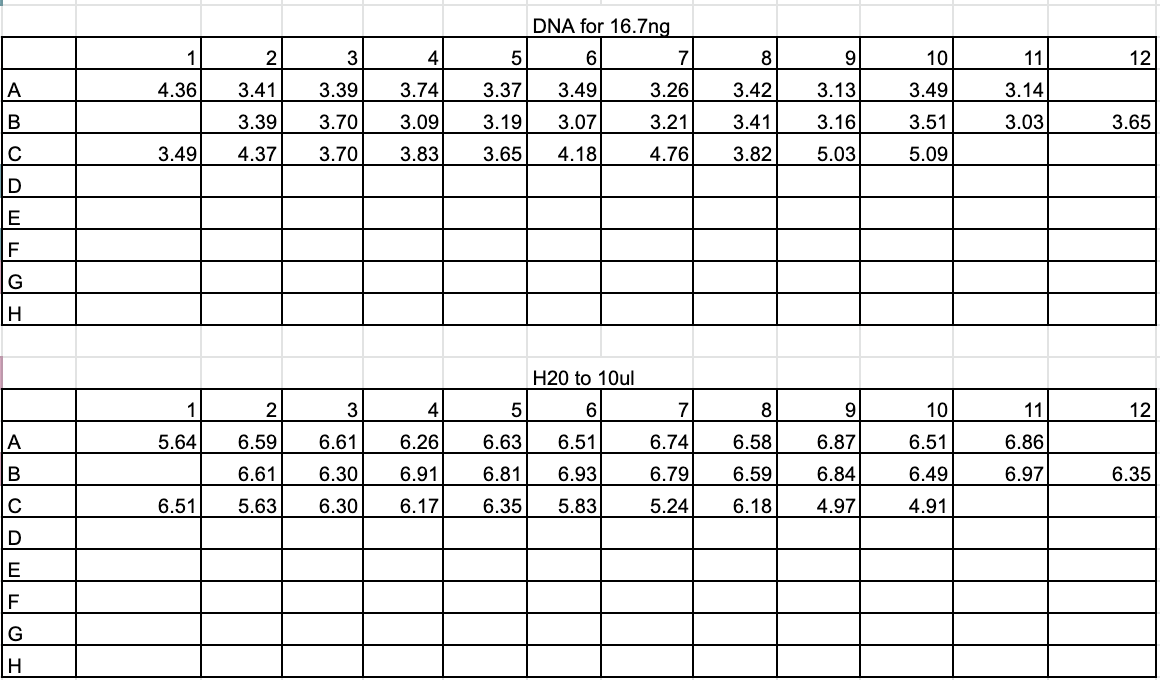 DNA for 16.7ng
1 2 3 4 5 6 7 8 9 10 11 12
A 4.36 3.41 3.39 3.74 3.37 3.49 3.26 3.42 3.13 3.49 3.14
B 3.39 3.70 3.09 3.19 3.07 3.21 3.41 3.16 3.51 3.03 3.65
C 3.49 4.37 3.70 3.83 3.65 4.18 4.76 3.82 5.03 5.09
D
E
F
G
H
H20 to 10ul
1 2 3 4 5 6 7 8 9 10 11 12
A 5.64 6.59 6.61 6.26 6.63 6.51 6.74 6.58 6.87 6.51 6.86
B 6.61 6.30 6.91 6.81 6.93 6.79 6.59 6.84 6.49 6.97 6.35
C 6.51 5.63 6.30 6.17 6.35 5.83 5.24 6.18 4.97 4.91
D
E
F
G
H